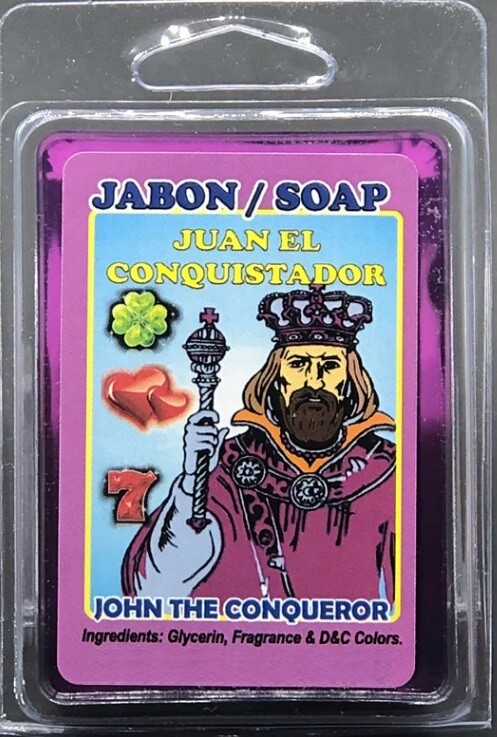 JABON / SOAP
JUAN EL
CONQUISTADOR
7
JOHN THE CONQUEROR
Ingredients: Glycerin, Fragrance & D&C Colors.